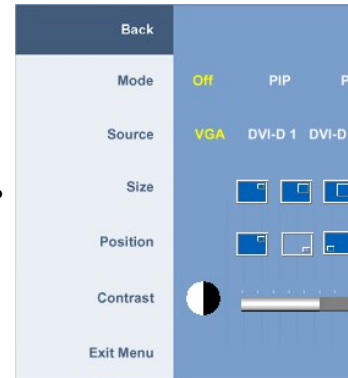 Back
Mode Off PIP P
Source VGA DVI-D 1 DVI-D
Size
Position
Contrast
Exit Menu